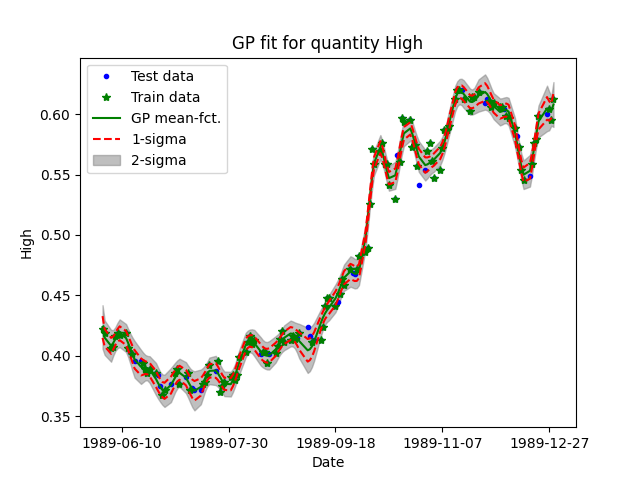 GP fit for quantity High
Test data
Train data
GP mean-fct.
1-sigma
2-sigma
0.60
0.55
0.50
0.45
0.40
0.35
High
1989-06-10 1989-07-30 1989-09-18 1989-11-07 1989-12-27
Date